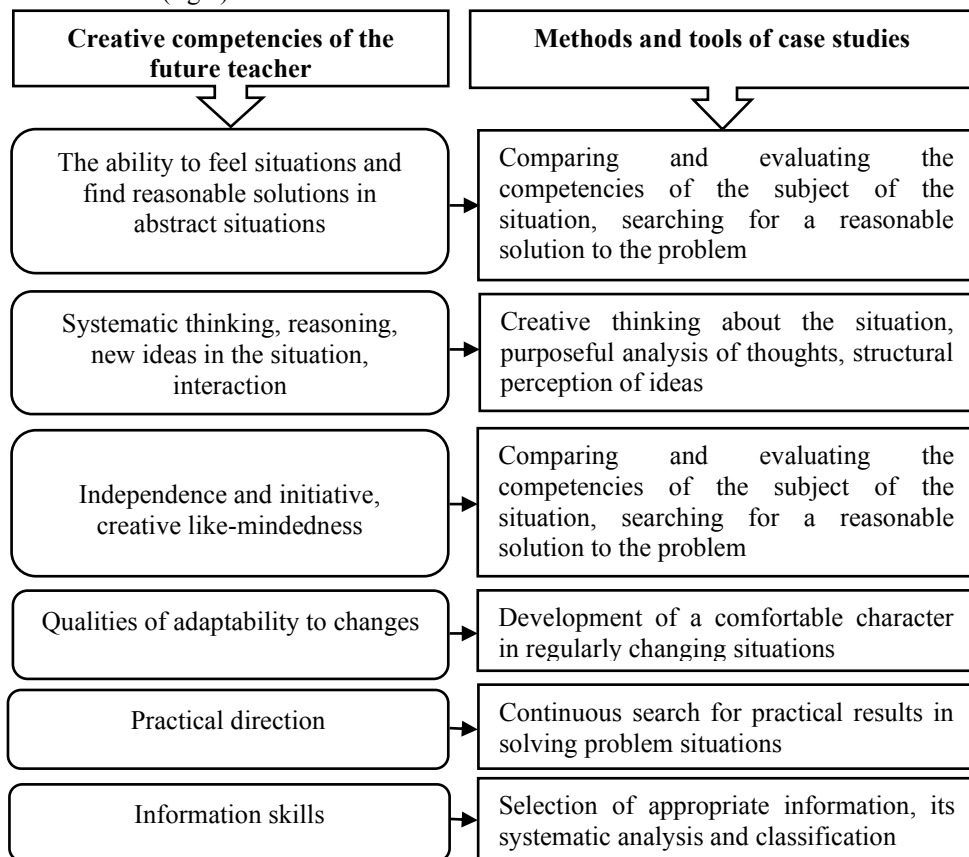 Creative competencies of the
future teacher
Methods and tools of case studies
The ability to feel situations and
find reasonable solutions in
abstract situations
Comparing and evaluating the
competencies of the subject of the
situation, searching for a reasonable
solution to the problem
Systematic thinking, reasoning,
new ideas in the situation,
interaction
Creative thinking about the situation,
purposeful analysis of thoughts, structural
perception of ideas
Independence and initiative,
creative like-mindedness
Comparing and evaluating the
competencies of the subject of the
situation, searching for a reasonable
solution to the problem
Qualities of adaptability to changes
Development of a comfortable character
in regularly changing situations
Practical direction
Continuous search for practical results in
solving problem situations
Information skills
Selection of appropriate information, its
systematic analysis and classification